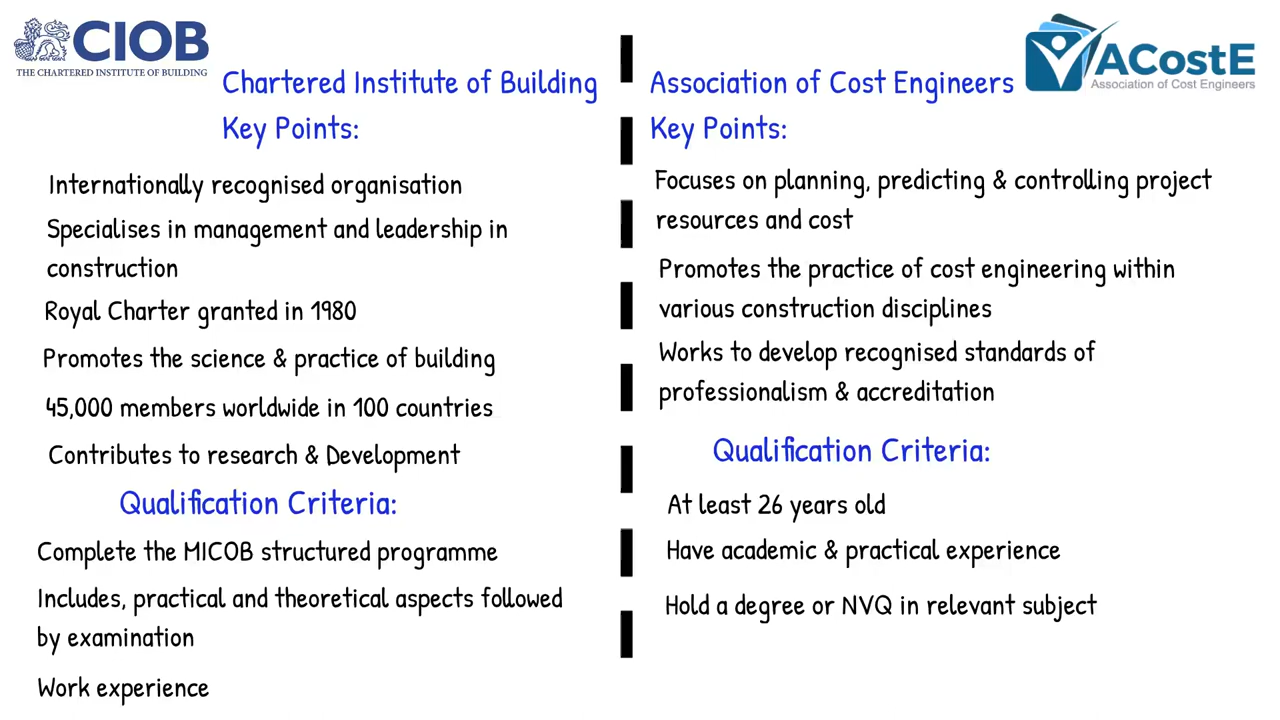 CIOB
THE CHARTERED INSTITUTE OF BUILDING
Chartered Institute of Building
Key Points:
Internationally recognised organisation
Specialises in management and leadership in
construction
Royal Charter granted in 1980
Promotes the science & practice of building
45,000 members worldwide in 100 countries
Contributes to research & Development
Qualification Criteria:
Complete the MICOB structured programme
Includes, practical and theoretical aspects followed
by examination
Work experience
ACostE
Association of Cost Engineers
Association of Cost Engineers
Key Points:
Focuses on planning, predicting & controlling project
resources and cost
Promotes the practice of cost engineering within
various construction disciplines
Works to develop recognised standards of
professionalism & accreditation
Qualification Criteria:
At least 26 years old
Have academic & practical experience
Hold a degree or NVQ in relevant subject